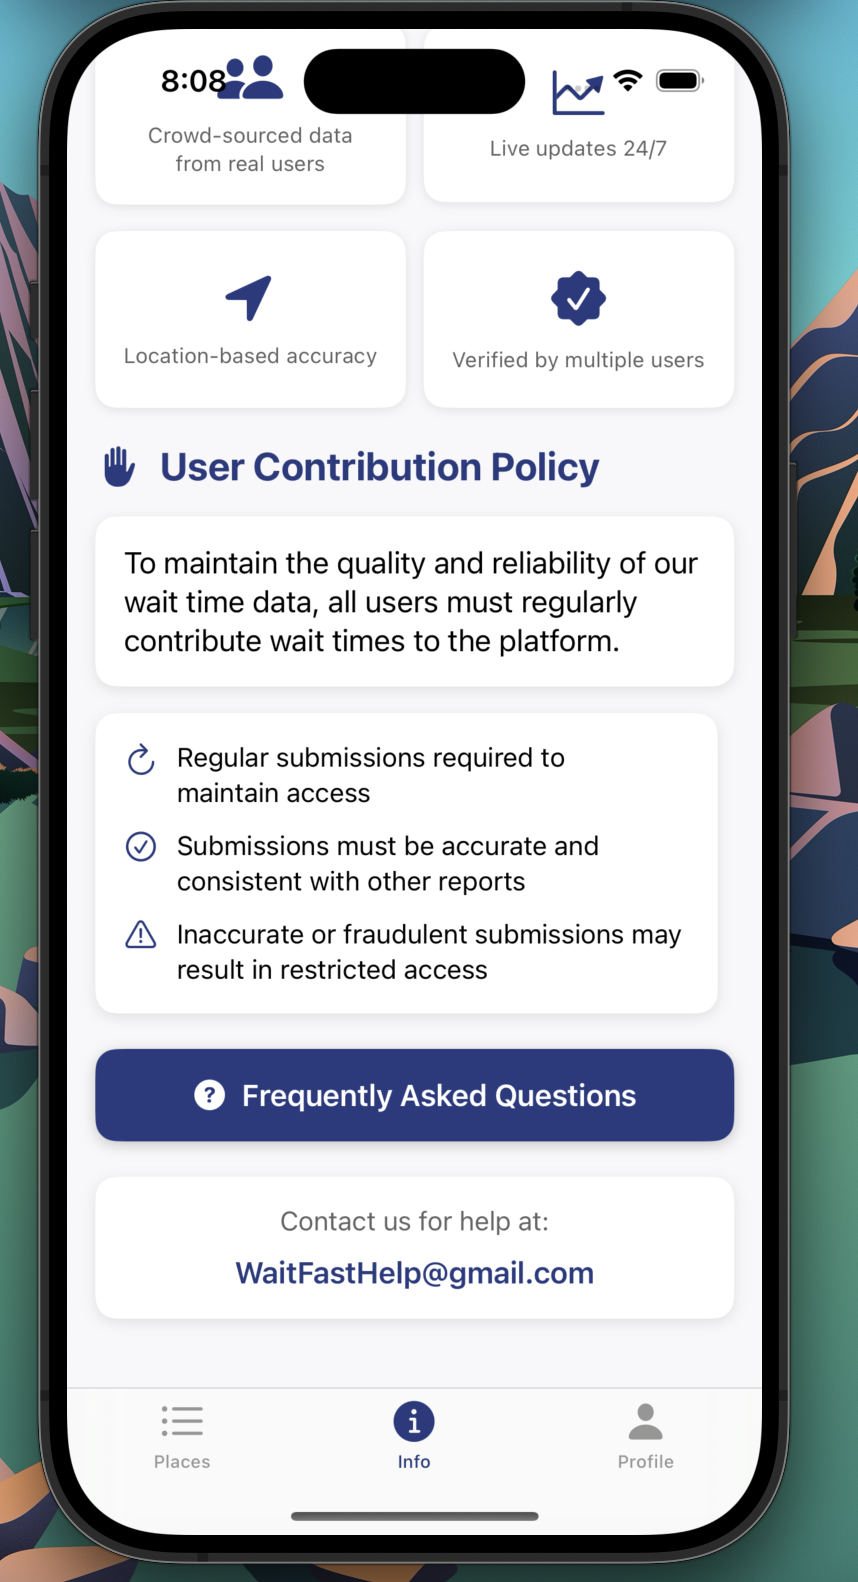 8:08
Crowd-sourced data
from real users
Live updates 24/7
Location-based accuracy
Verified by multiple users
User Contribution Policy
To maintain the quality and reliability of our
wait time data, all users must regularly
contribute wait times to the platform.
Regular submissions required to
maintain access
Submissions must be accurate and
consistent with other reports
Inaccurate or fraudulent submissions may
result in restricted access
Frequently Asked Questions
Contact us for help at:
WaitFastHelp@gmail.com
Places
Info
Profile